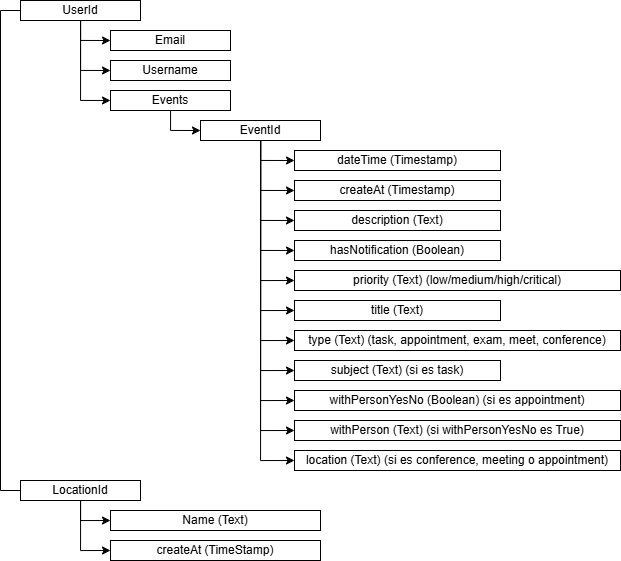 UserId
Email
Username
Events
EventId
dateTime (Timestamp)
createAt (Timestamp)
description (Text)
hasNotification (Boolean)
priority (Text) (low/medium/high/critical)
title (Text)
type (Text) (task, appointment, exam, meet, conference)
subject (Text) (si es task)
withPersonYesNo (Boolean) (si es appointment)
withPerson (Text) (si withPersonYesNo es True)
location (Text) (si es conference, meeting o appointment)
LocationId
Name (Text)
createAt (TimeStamp)